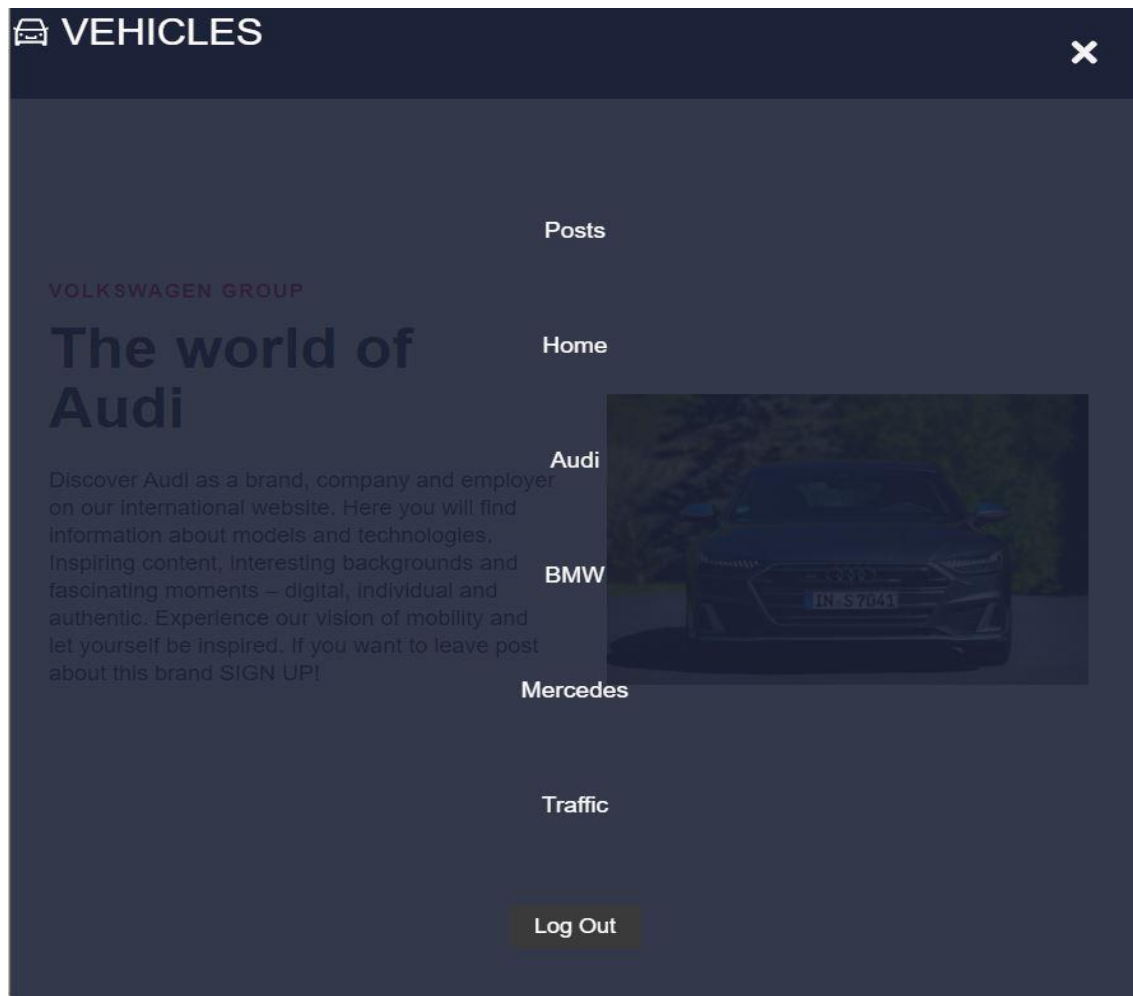 VEHICLES
Posts
VOLKSWAGEN GROUP
The world of
Home
Audi
Audi
Discover Audi as a brand, company and employer
on our international website. Here you will find
information about models and technologies.
Inspiring content, interesting backgrounds and
fascinating moments – digital, individual and
authentic. Experience our vision of mobility and
let yourself be inspired. If you want to leave post
about this brand SIGN UP!
BMW
IN-S 7041
Mercedes
Traffic
Log Out